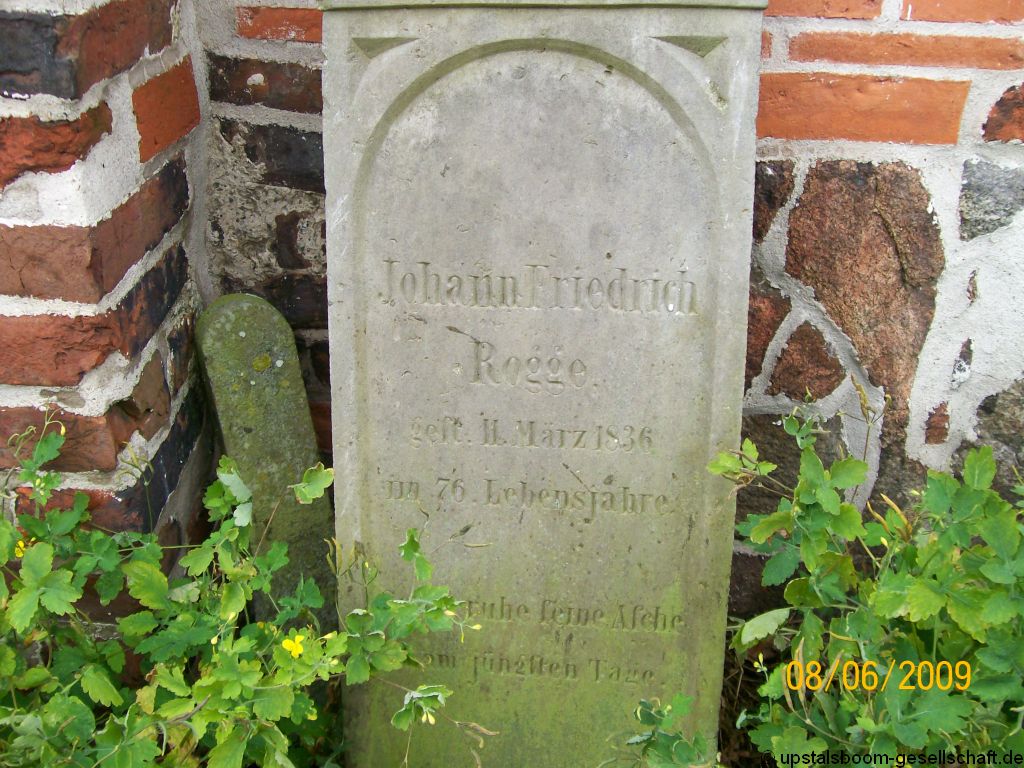 Johann Friedrich
Rogge.
gest. 11. März 1836
im 76. Lebensjahre.
ruhe seine Asche
am jüngsten Tage.
08/06/2009
© upstalsboom-gesellschaft.de